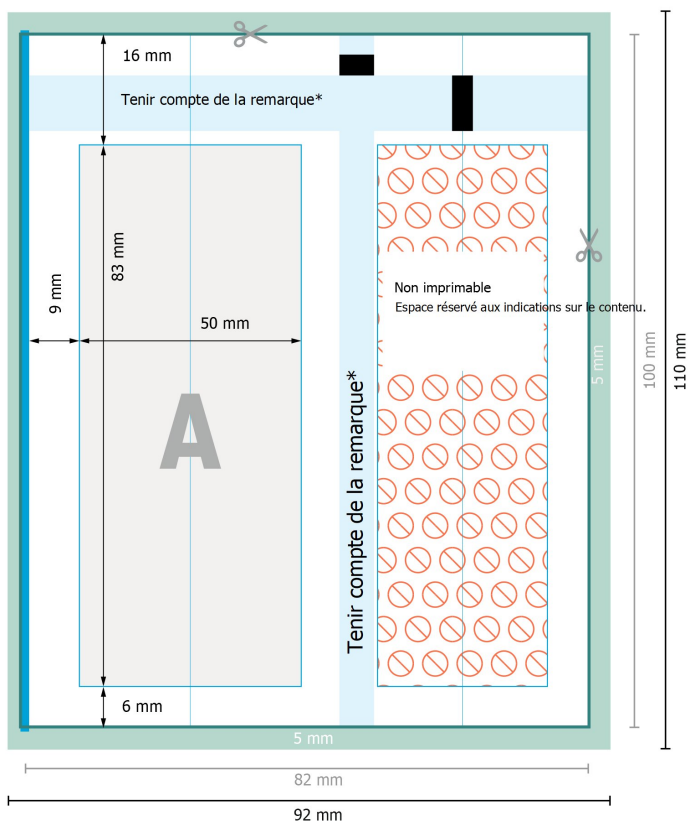 16 mm
Tenir compte de la remarque*
83 mm
9 mm
50 mm
A
6 mm
Tenir compte de la remarque*
Non imprimable
Espace réservé aux indications sur le contenu.
5 mm
100 mm
110 mm
5 mm
82 mm
92 mm